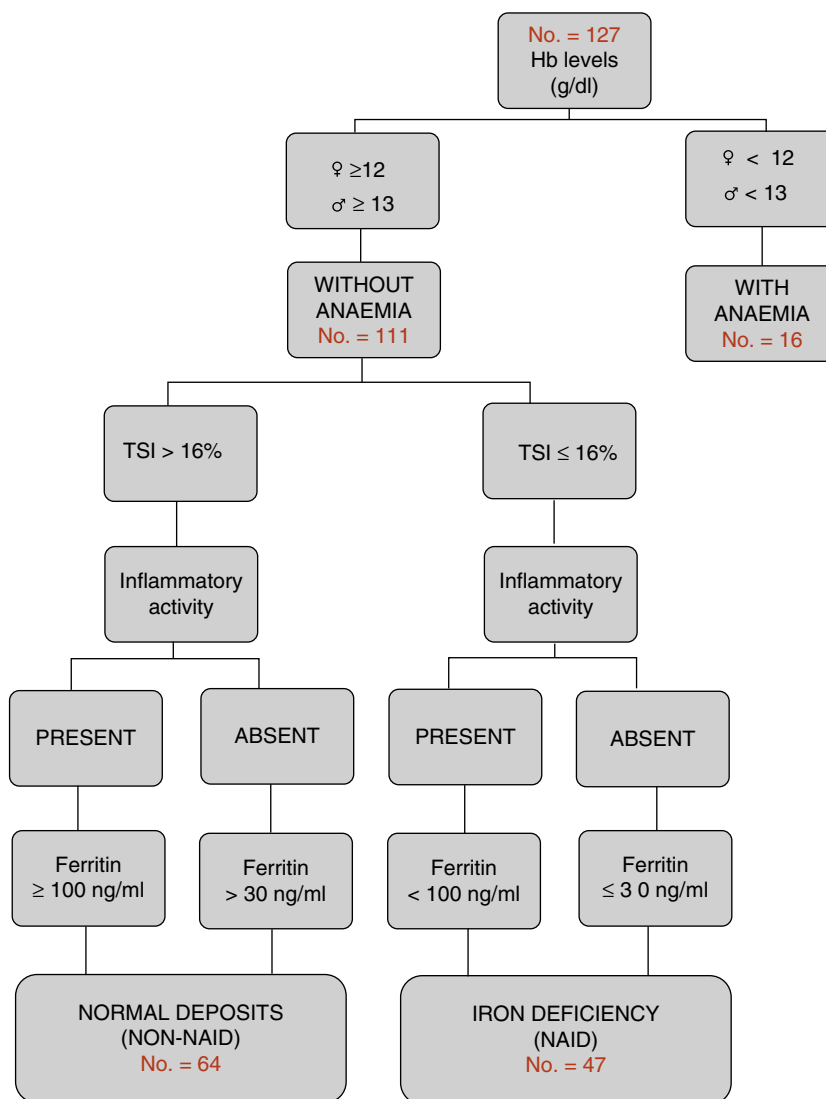 No. = 127
Hb levels
(g/dl)
♀ ≥12
♂ ≥ 13
♀ < 12
♂ < 13
WITHOUT
ANAEMIA
No. = 111
WITH
ANAEMIA
No. = 16
TSI > 16%
TSI ≤ 16%
Inflammatory
activity
Inflammatory
activity
PRESENT
ABSENT
PRESENT
ABSENT
Ferritin
≥ 100 ng/ml
Ferritin
> 30 ng/ml
Ferritin
< 100 ng/ml
Ferritin
≤ 3 0 ng/ml
NORMAL DEPOSITS
(NON-NAID)
No. = 64
IRON DEFICIENCY
(NAID)
No. = 47